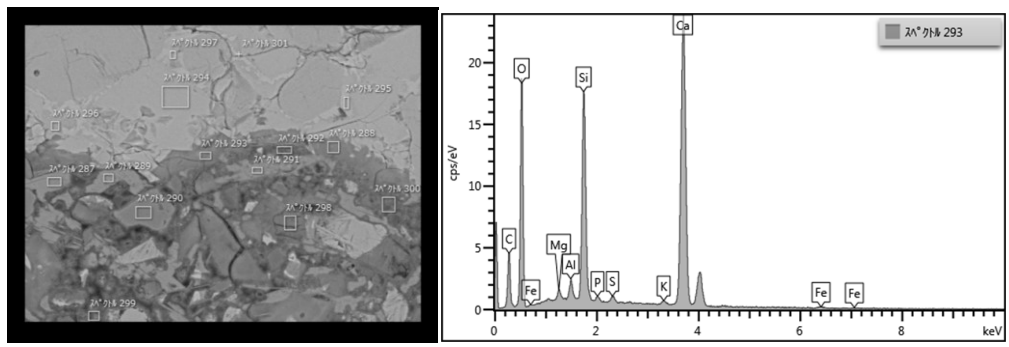 ｽﾍﾟｸﾄﾙ 297
ｽﾍﾟｸﾄﾙ 301
ｽﾍﾟｸﾄﾙ 294
ｽﾍﾟｸﾄﾙ 295
ｽﾍﾟｸﾄﾙ 296
ｽﾍﾟｸﾄﾙ 293
ｽﾍﾟｸﾄﾙ 292
ｽﾍﾟｸﾄﾙ 288
ｽﾍﾟｸﾄﾙ 287
ｽﾍﾟｸﾄﾙ 289
ｽﾍﾟｸﾄﾙ 291
ｽﾍﾟｸﾄﾙ 300
ｽﾍﾟｸﾄﾙ 290
ｽﾍﾟｸﾄﾙ 298
ｽﾍﾟｸﾄﾙ 299
ｽﾍﾟｸﾄﾙ 293
cps/eV
20
15
10
5
0
C
O
Fe
Mg
Al
Si
P
S
K
Ca
Fe
Fe
0
2
4
6
8
keV